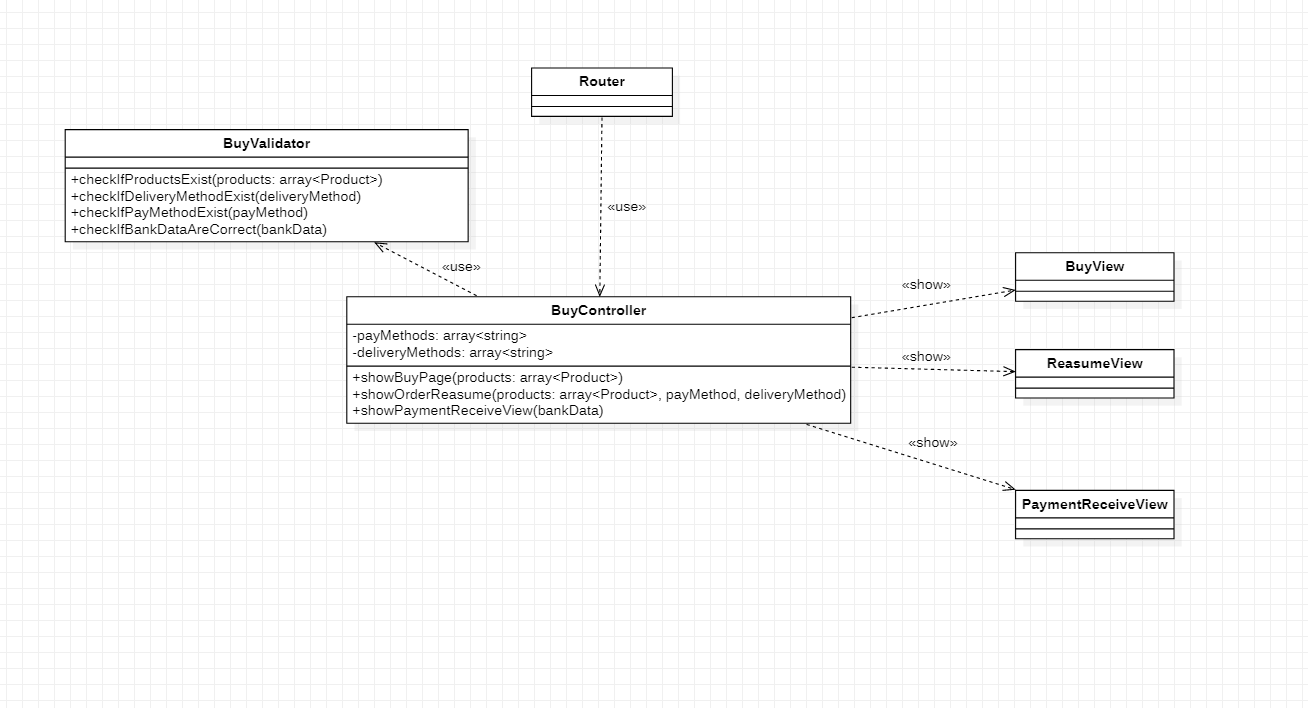 Router
BuyValidator
+checkIfProductsExist(products: array<Product>)
+checkIfDeliveryMethodExist(deliveryMethod)
+checkIfPayMethodExist(payMethod)
+checkIfBankDataAreCorrect(bankData)
«use»
«use»
BuyController
-payMethods: array<string>
-deliveryMethods: array<string>
+showBuyPage(products: array<Product>)
+showOrderReasume(products: array<Product>, payMethod, deliveryMethod)
+showPaymentReceiveView(bankData)
«show»
BuyView
«show»
ReasumeView
«show»
PaymentReceiveView